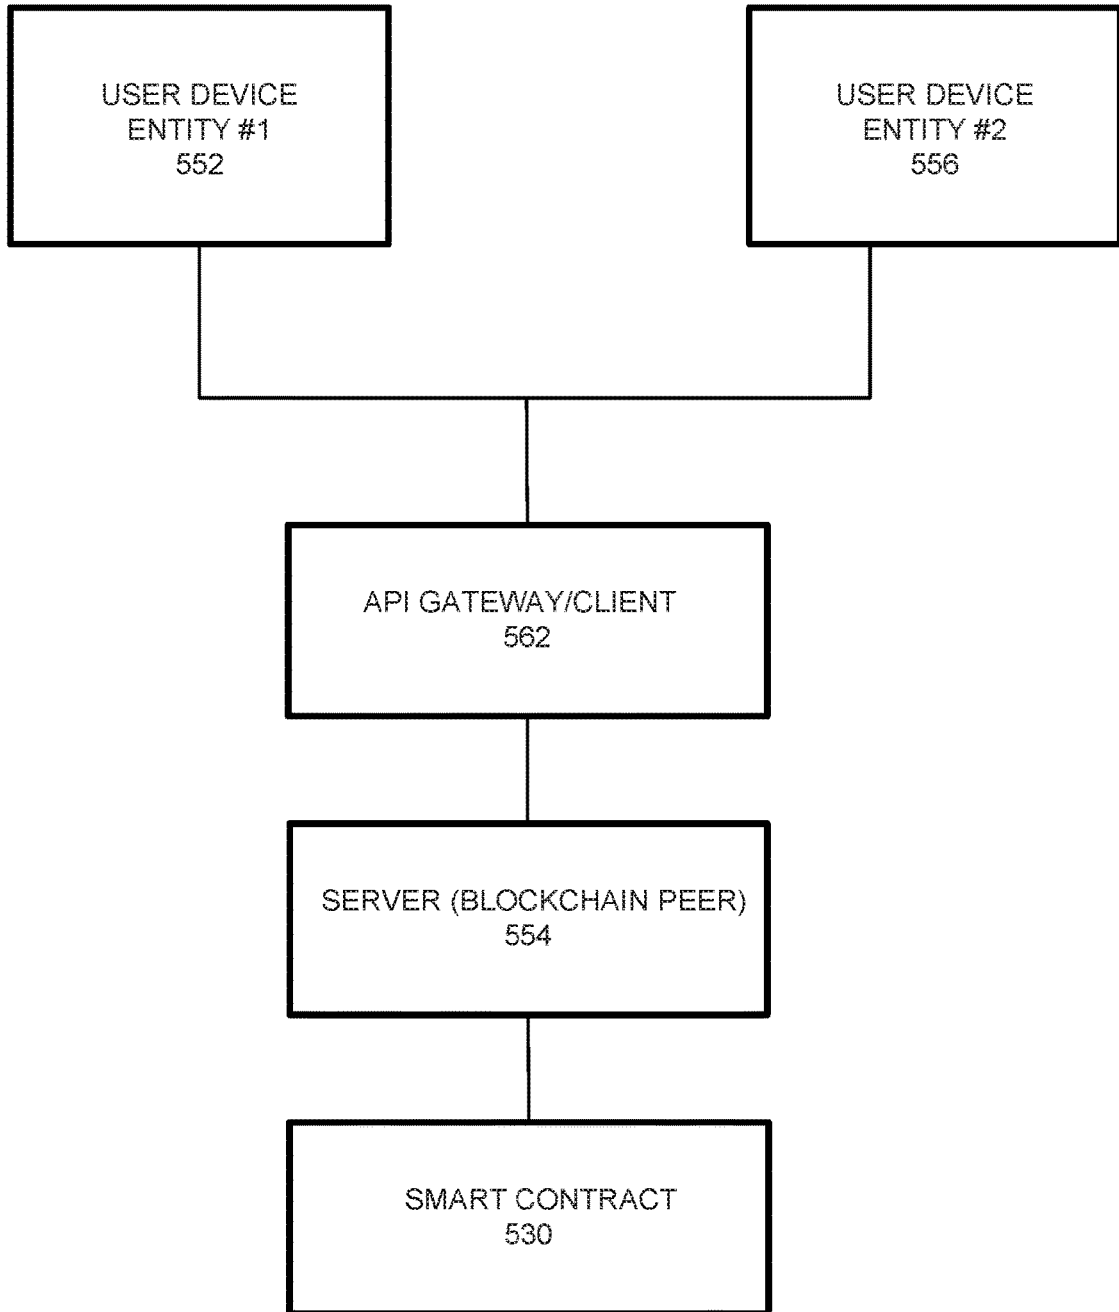 USER DEVICE
ENTITY #1
552
USER DEVICE
ENTITY #2
556
API GATEWAY/CLIENT
562
SERVER (BLOCKCHAIN PEER)
554
SMART CONTRACT
530